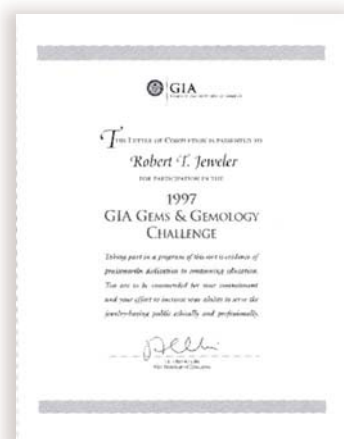 GIA
THIS LETTER OF COMPLETION IS PRESENTED TO
Robert T. Jeweler
FOR PARTICIPATION IN THE
1997
GIA GEMS & GEMOLOGY
CHALLENGE
Taking part in a program of this sort is evidence of
professional dedication to continuing education.
You are to be commended for your commitment
and your effort to increase your ability to serve the
jewelry-buying public ethically and professionally.